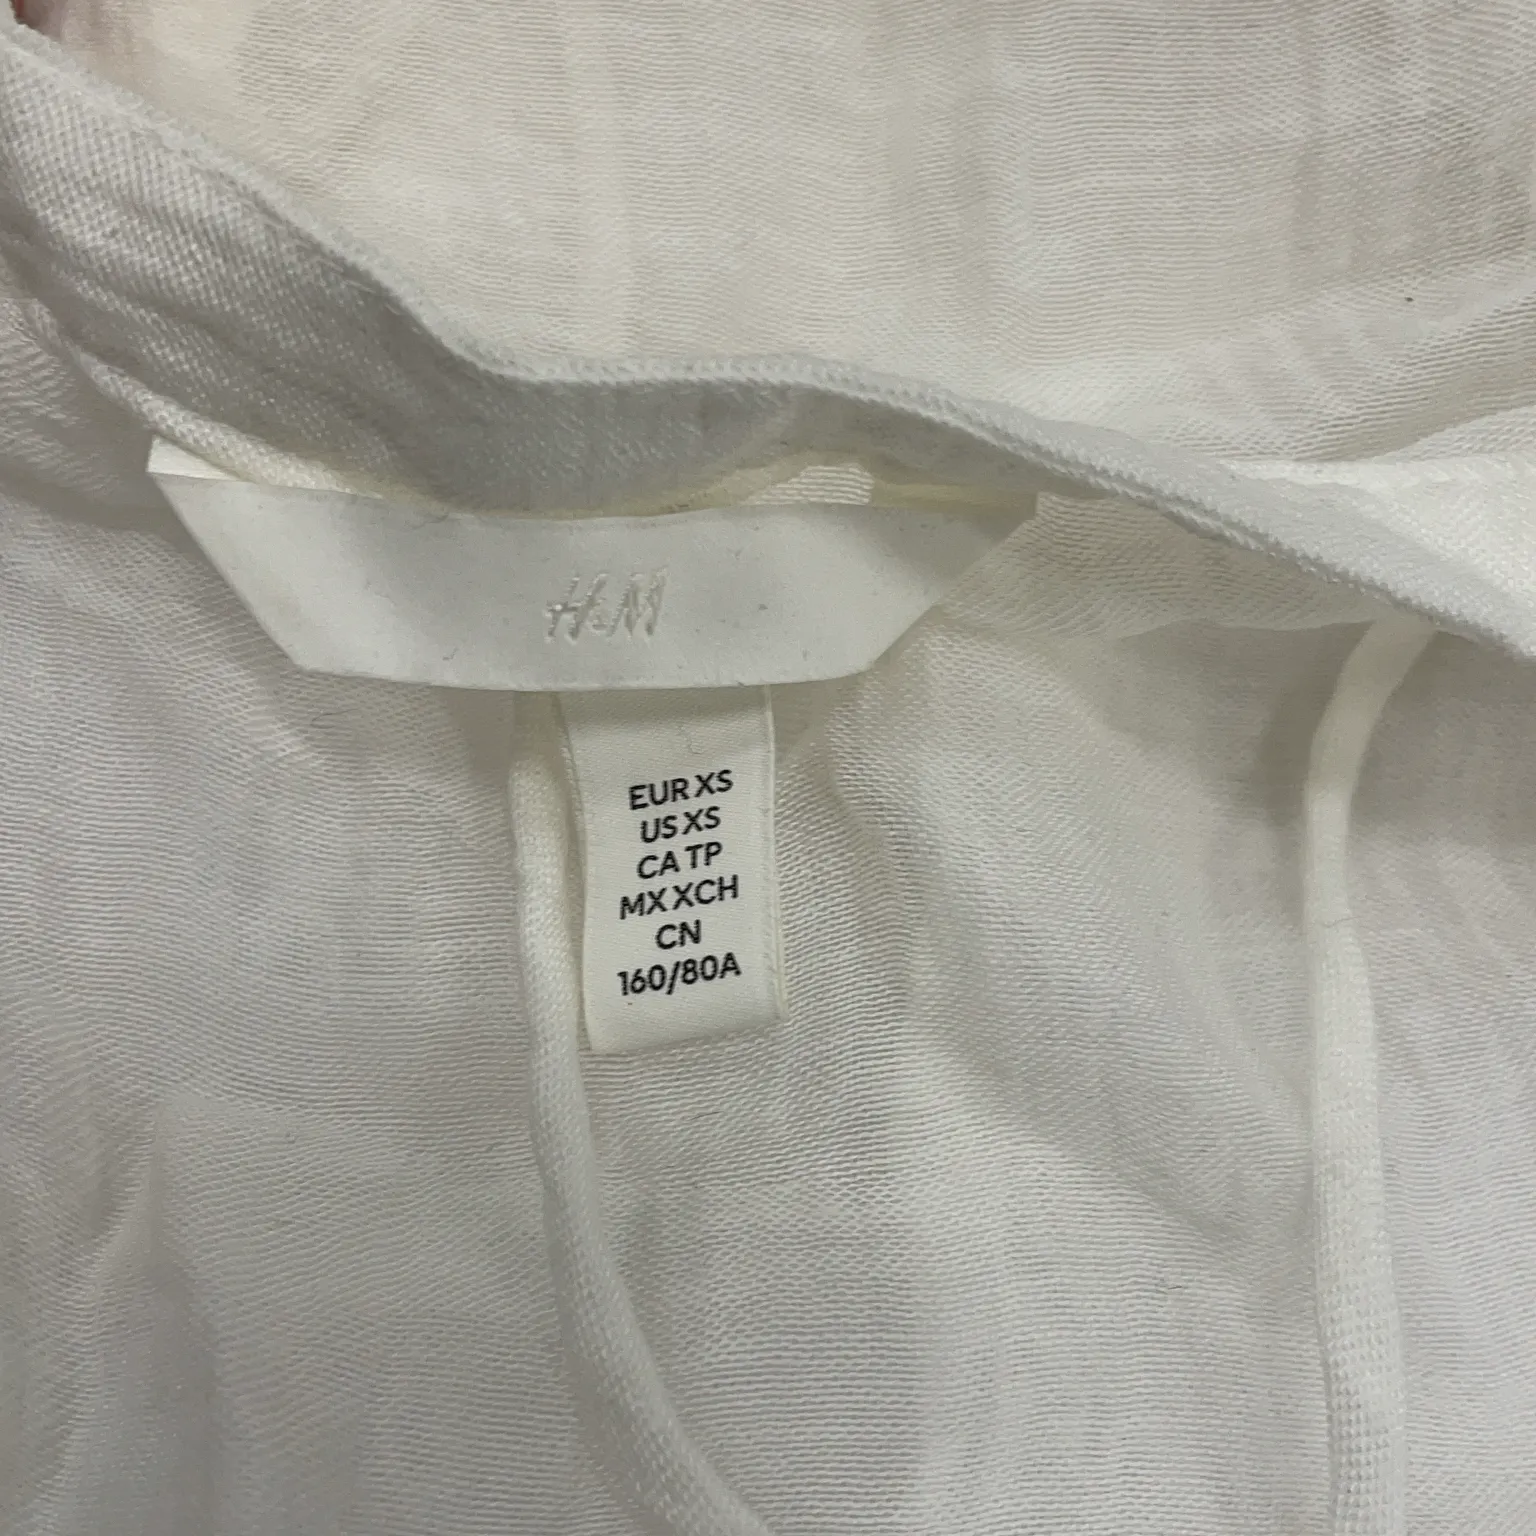 H&M
EUR XS
US XS
CA TP
MX XCH
CN
160/80A